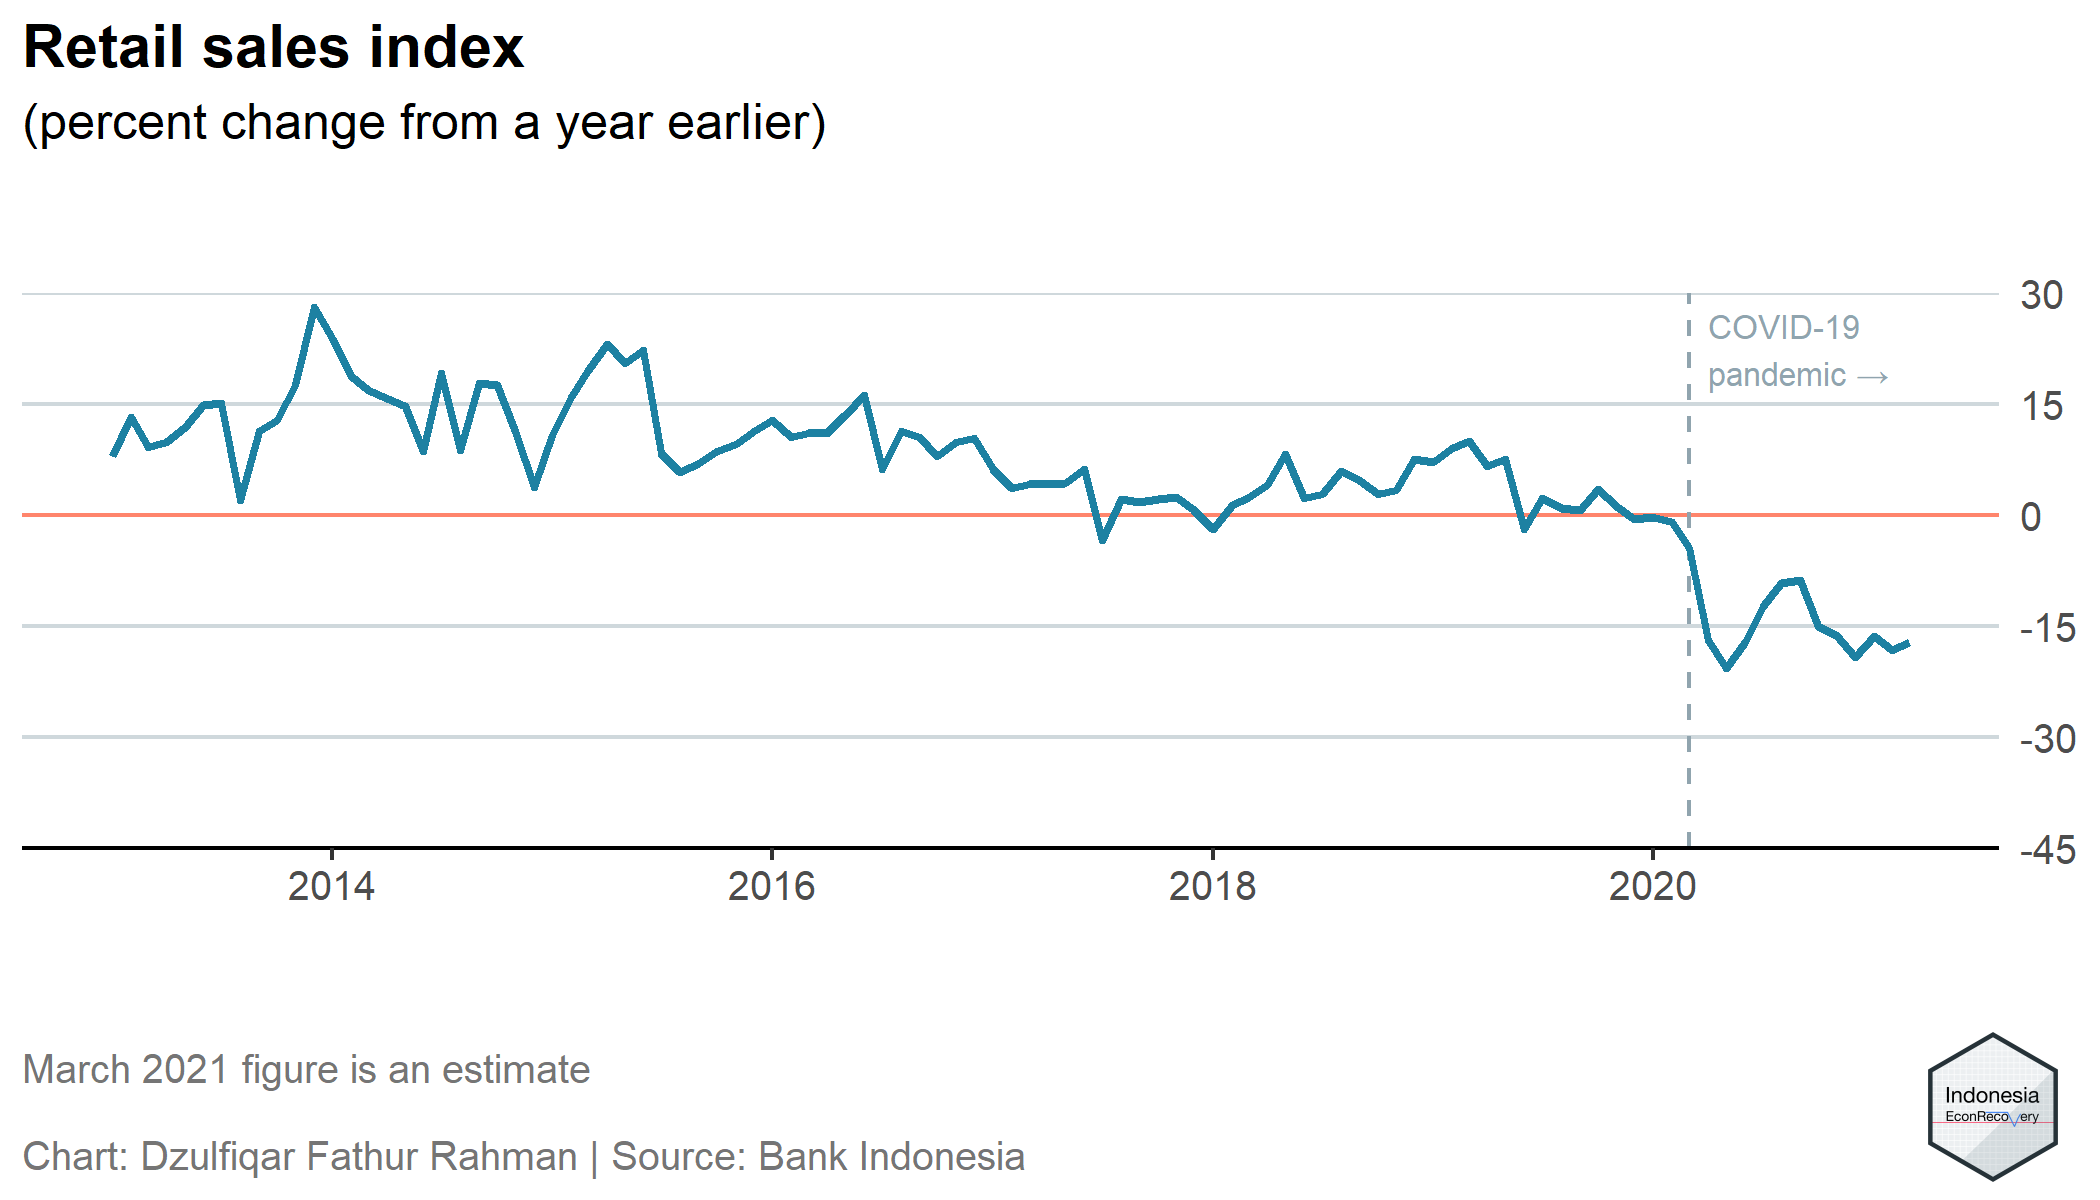 Retail sales index
(percent change from a year earlier)
30
COVID-19
pandemic →
15
0
-15
-30
-45
2014 2016 2018 2020
March 2021 figure is an estimate
Indonesia
EconRecovery
Chart: Dzulfiqar Fathur Rahman | Source: Bank Indonesia